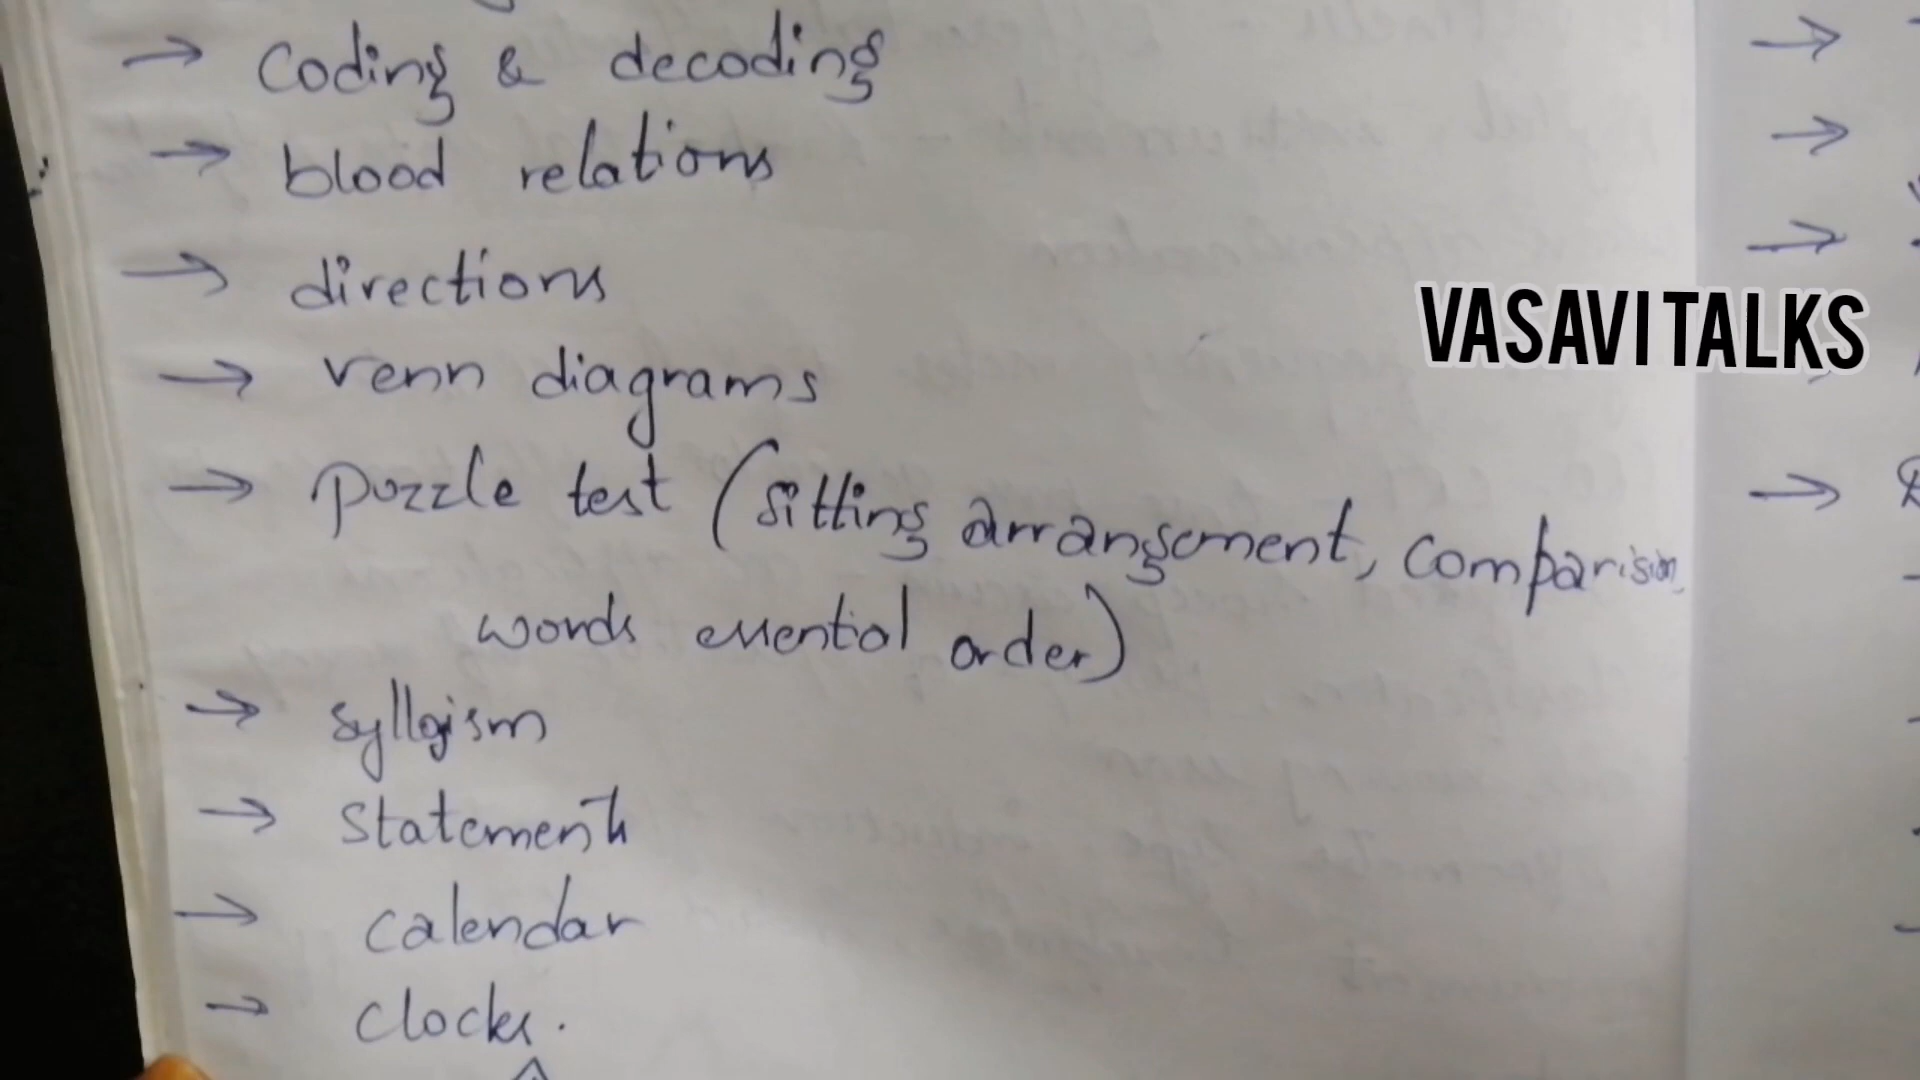 → Coding & decoding
→ blood relations
→ directions
→ venn diagrams
→ puzzle test (sitting arrangement, comparision,
words essential order)
→ syllgism
→ statements
→ calendar
→ clocks.
VASAVI TALKS